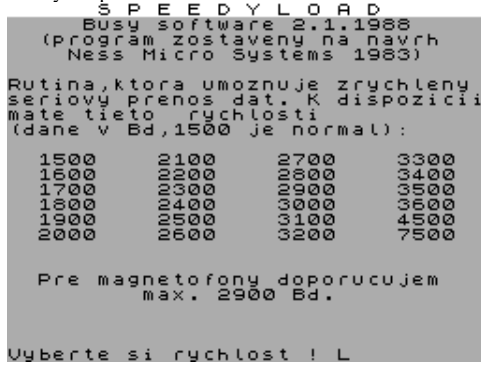 S P E E D Y L O A D
Busy software 2.1.1988
(program zostaveny na navrh
Ness Micro Systems 1983)
Rutina,ktora umoznuje zrychleny
seriovy prenos dat. K dispozicii
mate tieto rychlosti
(dane v Bd,1500 je normal):
1500 2100 2700 3300
1600 2200 2800 3400
1700 2300 2900 3500
1800 2400 3000 3600
1900 2500 3100 4500
2000 2600 3200 7500
Pre magnetofony doporucujem
max. 2900 Bd.
Vyberte si rychlost ! L